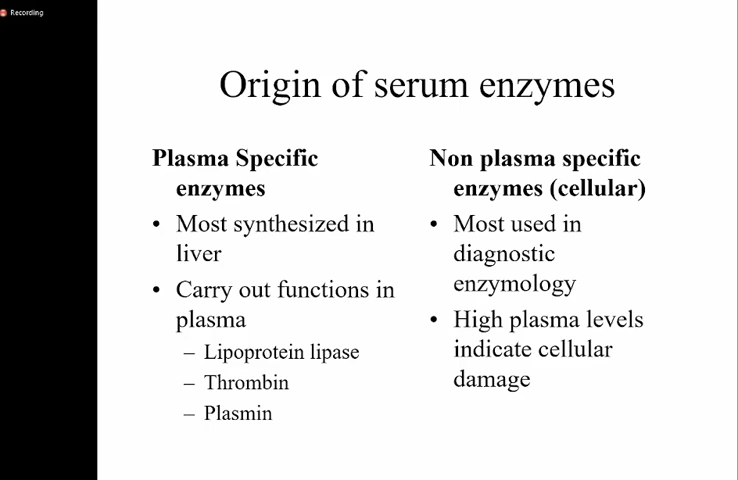 Recording
Origin of serum enzymes
Plasma Specific
enzymes
• Most synthesized in
liver
• Carry out functions in
plasma
– Lipoprotein lipase
– Thrombin
– Plasmin
Non plasma specific
enzymes (cellular)
• Most used in
diagnostic
enzymology
• High plasma levels
indicate cellular
damage